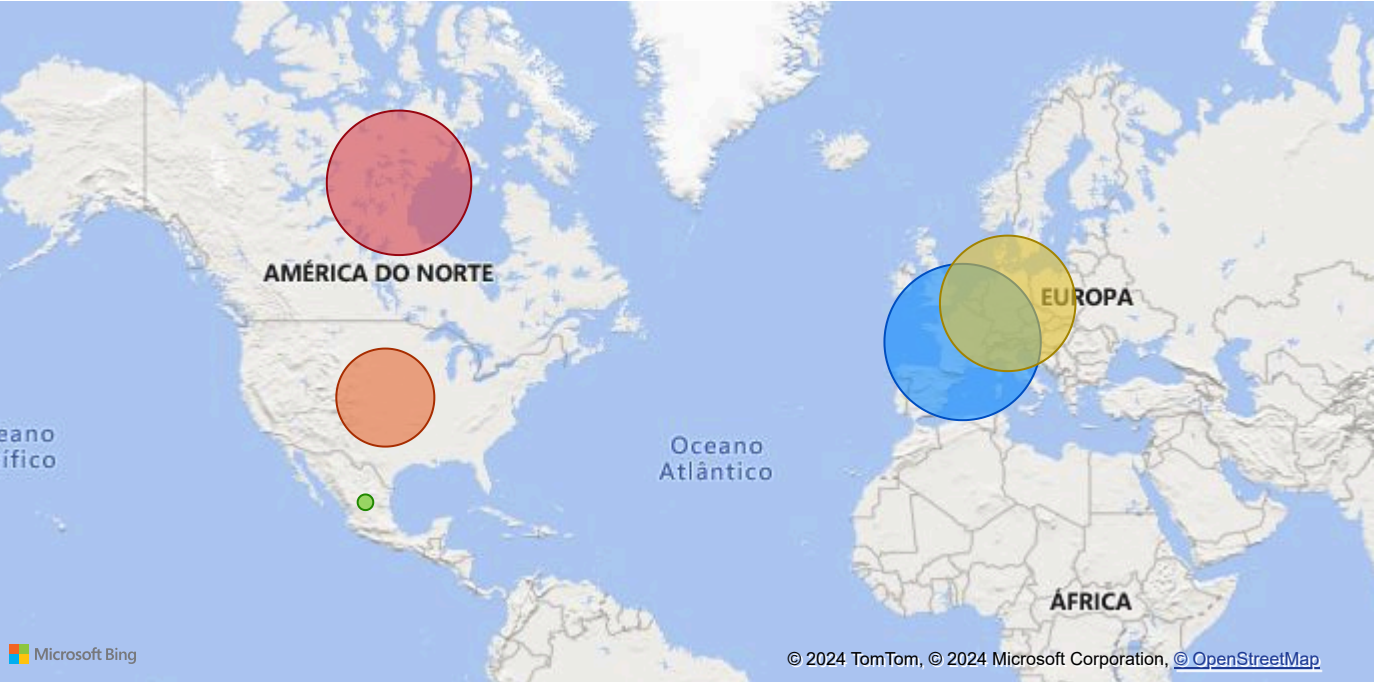 AMÉRICA DO NORTE
EUROPA
eano
ífico
Oceano
Atlântico
ÁFRICA
Microsoft Bing
© 2024 TomTom, © 2024 Microsoft Corporation, © OpenStreetMap